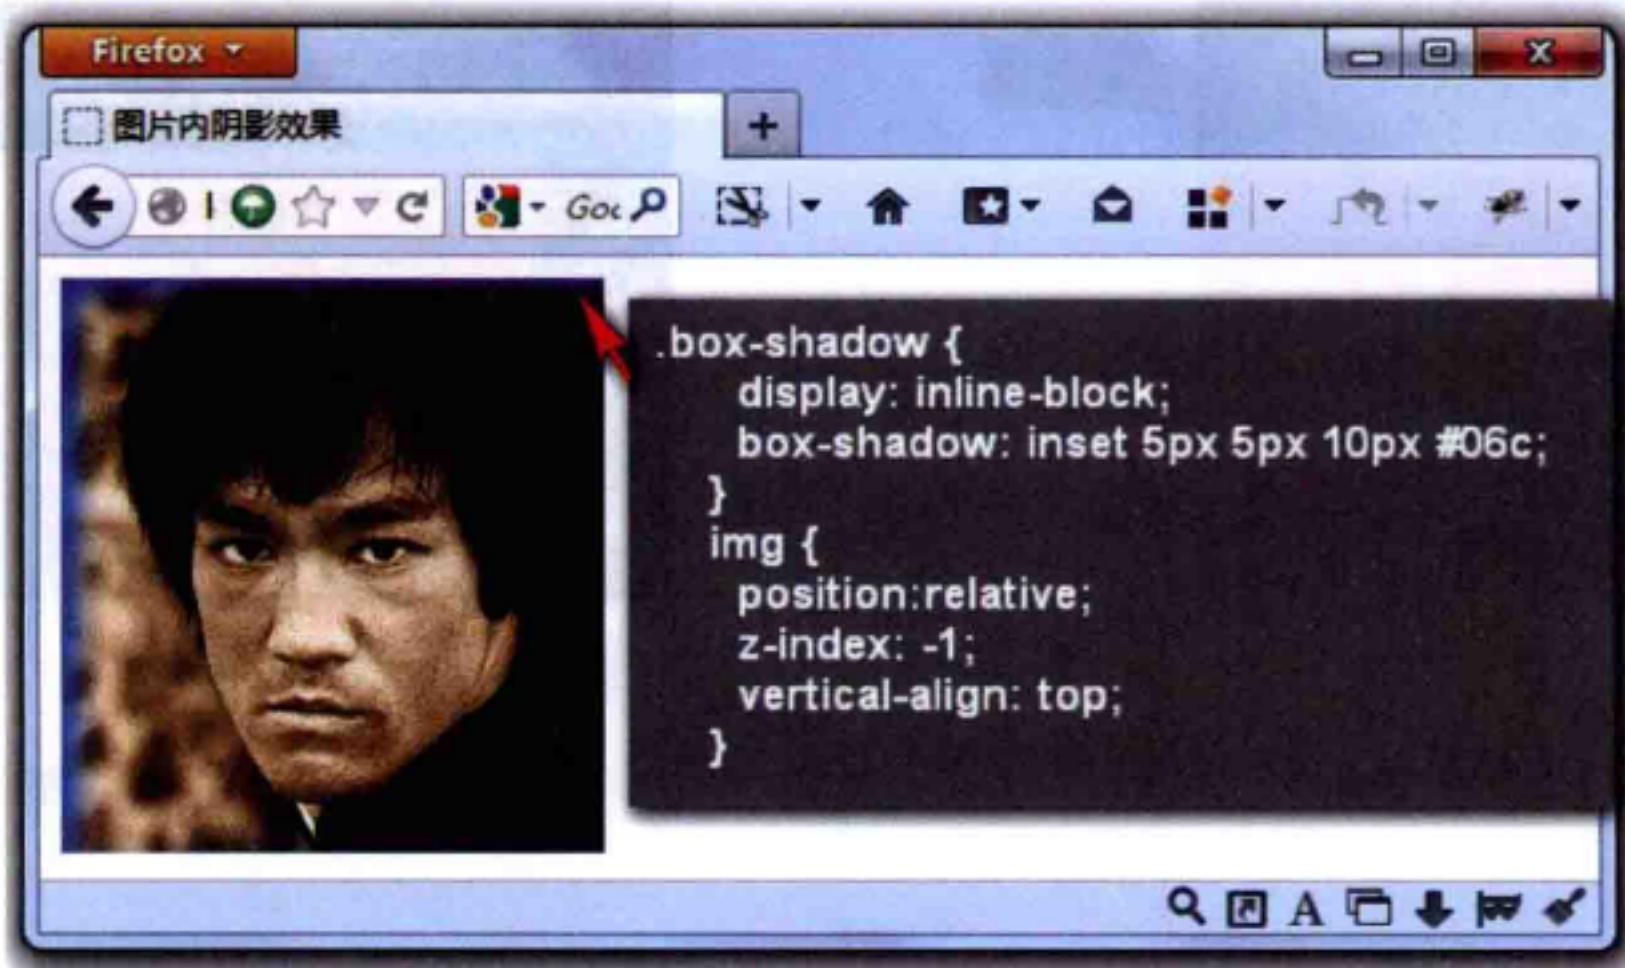 Firefox
图片内阴影效果
Goo
.box-shadow {
display: inline-block;
box-shadow: inset 5px 5px 10px #06c;
}
img {
position:relative;
z-index: -1;
vertical-align: top;
}
A